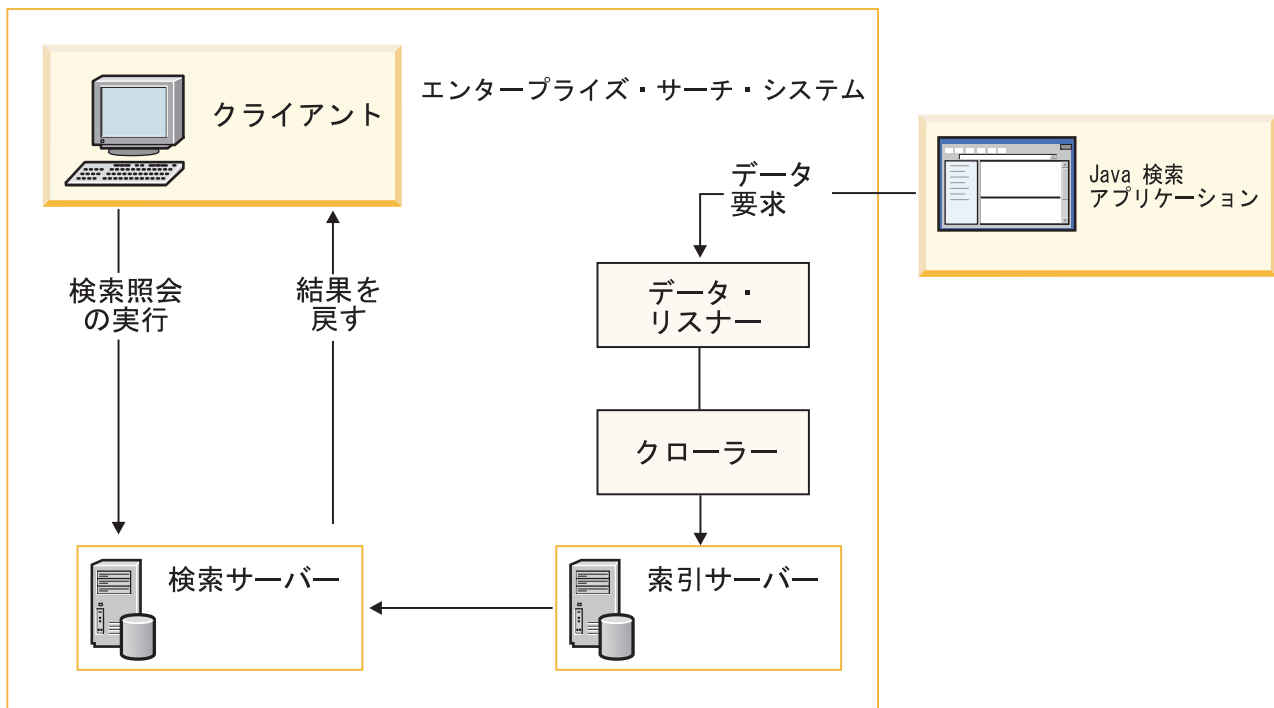 クライアント
エンタープライズ・サーチ・システム
データ
要求
Java 検索
アプリケーション
検索照会
の実行
結果を
戻す
データ・
リスナー
クローラー
検索サーバー
索引サーバー